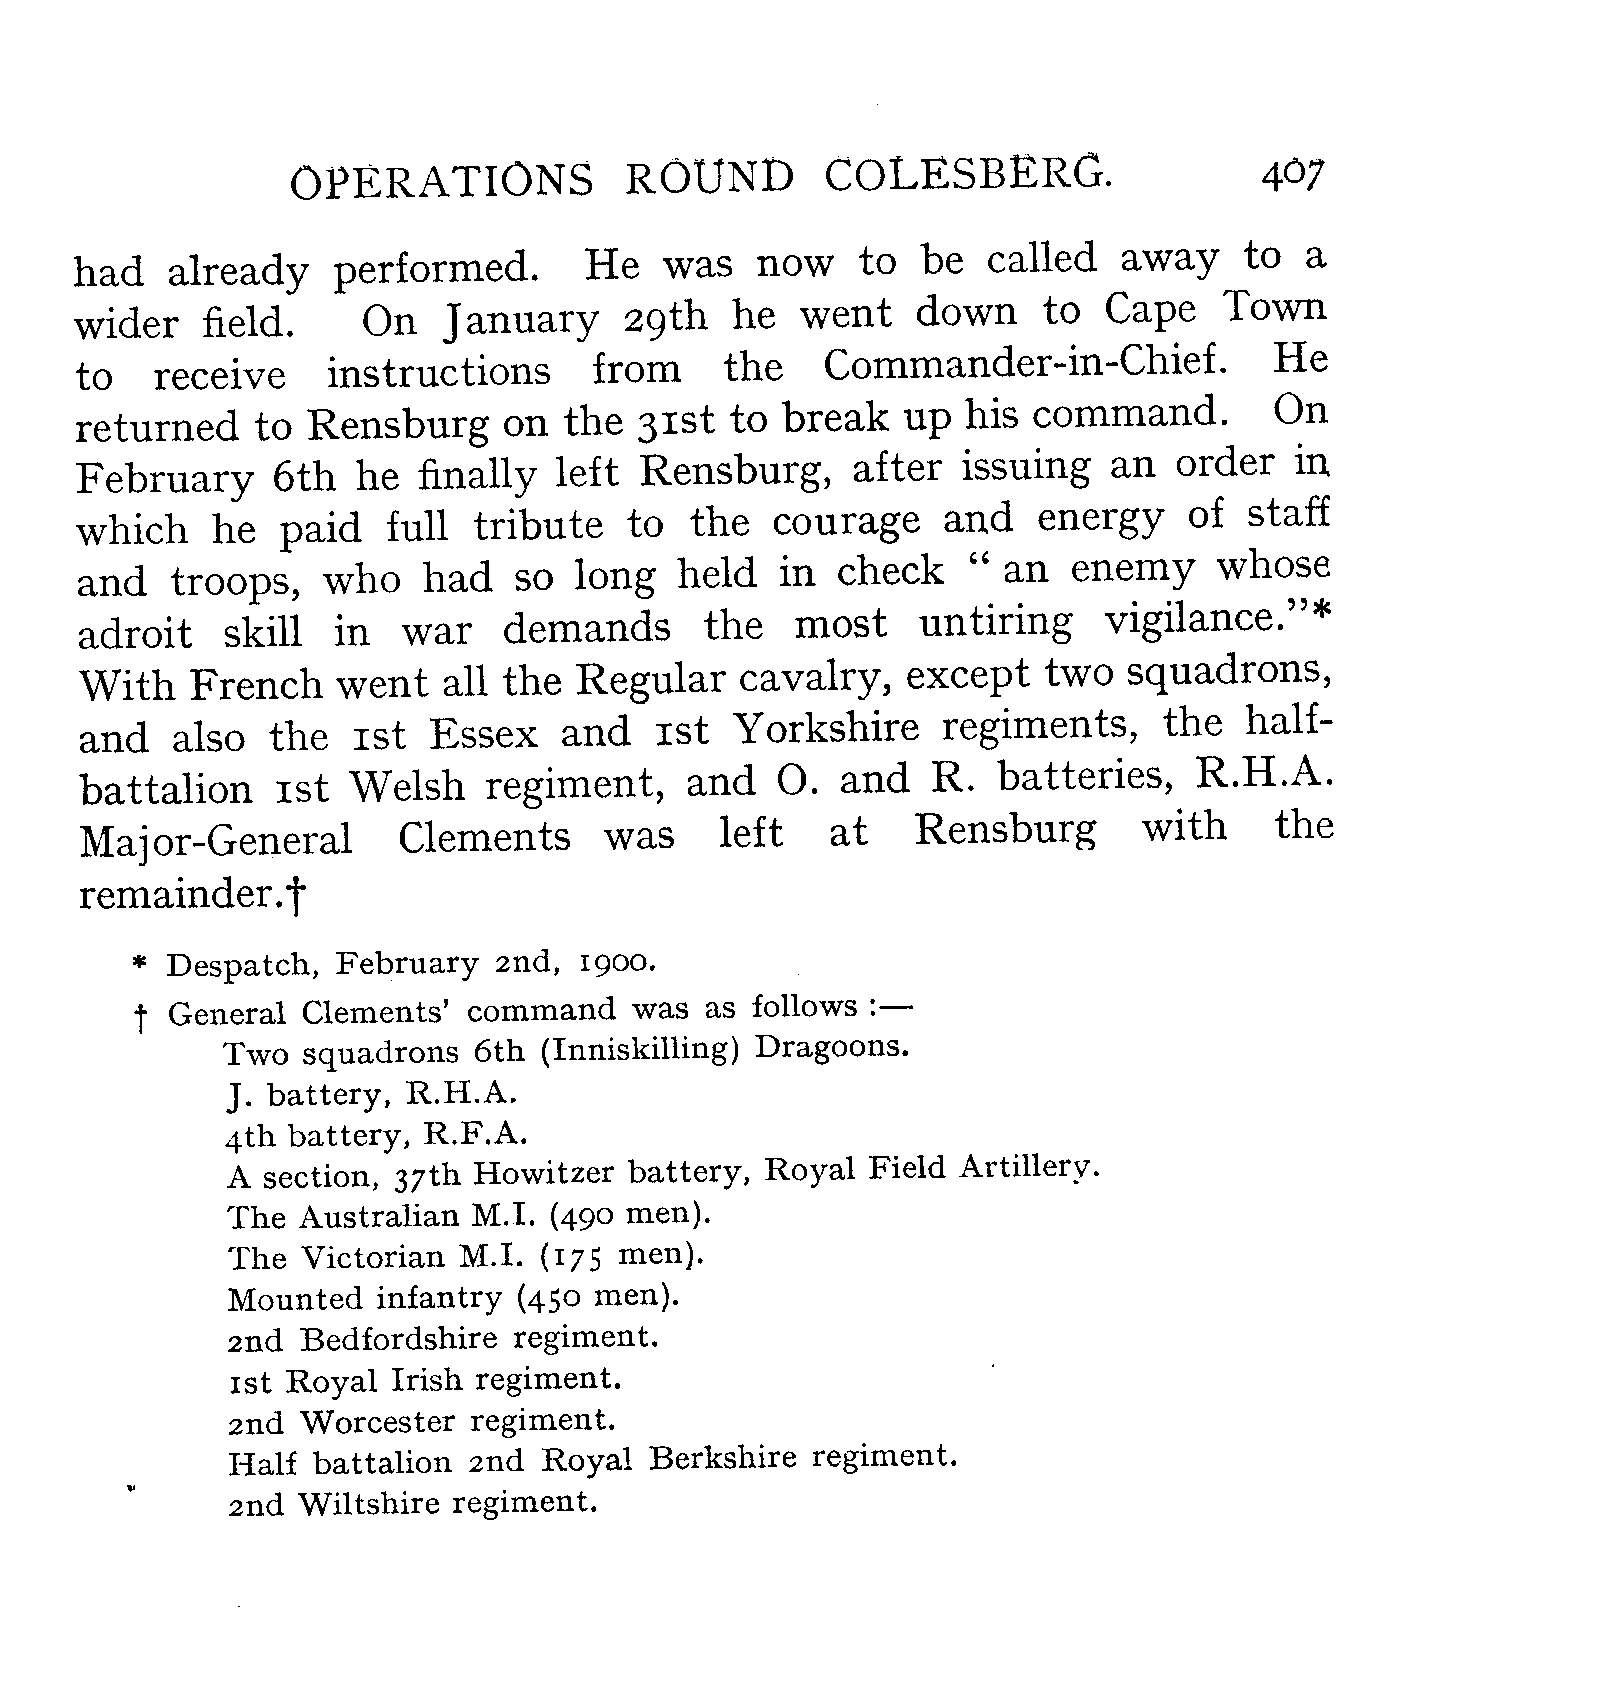 OPERATIONS ROUND COLESBERG. 407
had already performed. He was now to be called away to a
wider field. On January 29th he went down to Cape Town
to receive instructions from the Commander-in-Chief. He
returned to Rensburg on the 31st to break up his command. On
February 6th he finally left Rensburg, after issuing an order in
which he paid full tribute to the courage and energy of staff
and troops, who had so long held in check “ an enemy whose
adroit skill in war demands the most untiring vigilance.”*
With French went all the Regular cavalry, except two squadrons,
and also the 1st Essex and 1st Yorkshire regiments, the half-
battalion 1st Welsh regiment, and O. and R. batteries, R.H.A.
Major-General Clements was left at Rensburg with the
remainder.†
* Despatch, February 2nd, 1900.
† General Clements’ command was as follows :—
Two squadrons 6th (Inniskilling) Dragoons.
J. battery, R.H.A.
4th battery, R.F.A.
A section, 37th Howitzer battery, Royal Field Artillery.
The Australian M.I. (490 men).
The Victorian M.I. (175 men).
Mounted infantry (450 men).
2nd Bedfordshire regiment.
1st Royal Irish regiment.
2nd Worcester regiment.
Half battalion 2nd Royal Berkshire regiment.
2nd Wiltshire regiment.